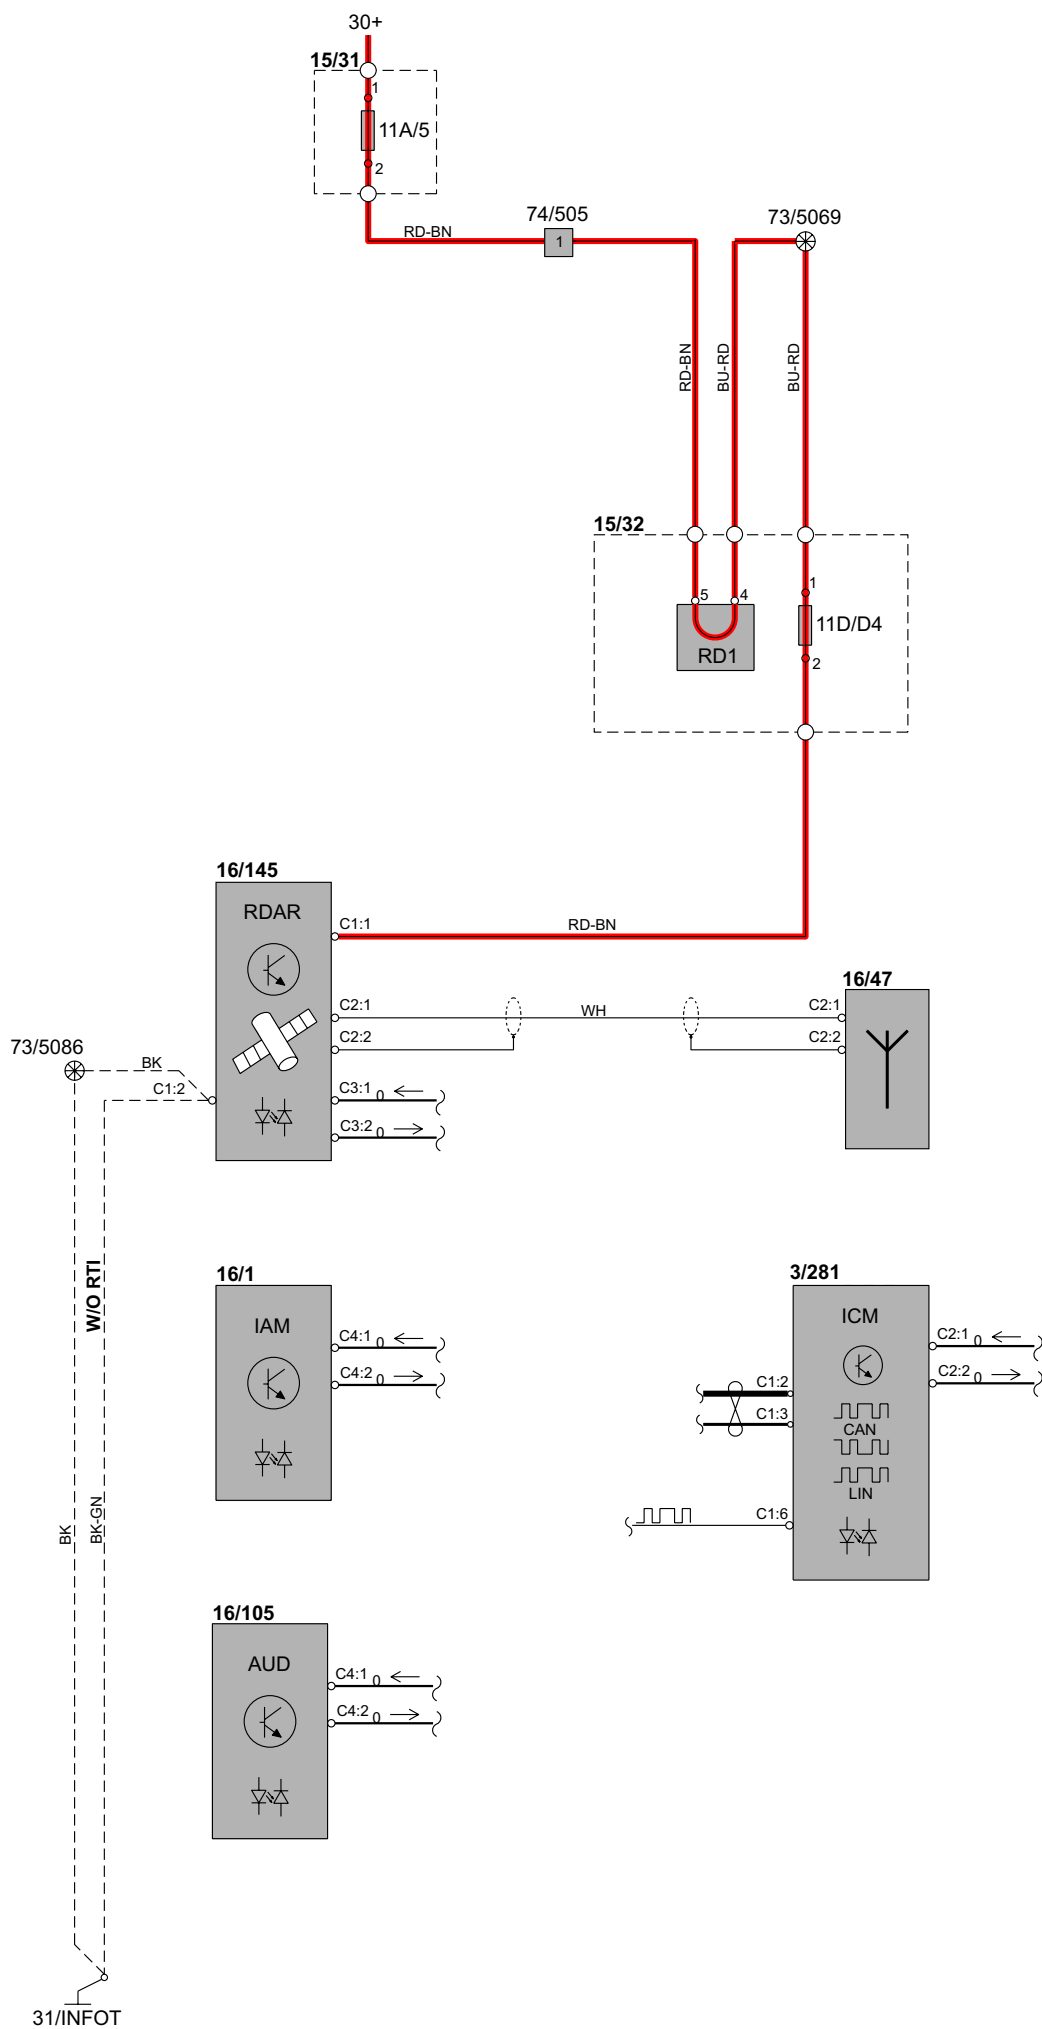 30+
15/31
1
11A/5
2
RD-BN
74/505
1
73/5069
RD-BN
BU-RD
BU-RD
15/32
5
4
1
11D/D4
RD1
2
16/145
RDAR
C1:1
RD-BN
16/47
C2:1
WH
C2:1
C2:2
C2:2
73/5086
BK
C1:2
C3:1
0
C3:2
0
W/O RTI
BK
BK-GN
16/1
IAM
C4:1
0
C4:2
0
3/281
ICM
C2:1
0
C2:2
0
C1:2
C1:3
CAN
LIN
C1:6
16/105
AUD
C4:1
0
C4:2
0
31/INFOT